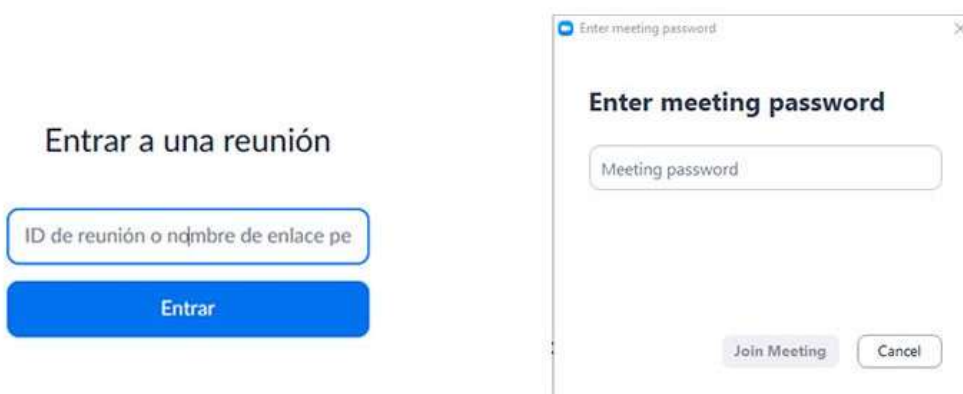 Entrar a una reunión
ID de reunión o nombre de enlace pe
Entrar
Enter meeting password
Enter meeting password
Meeting password
Join Meeting
Cancel